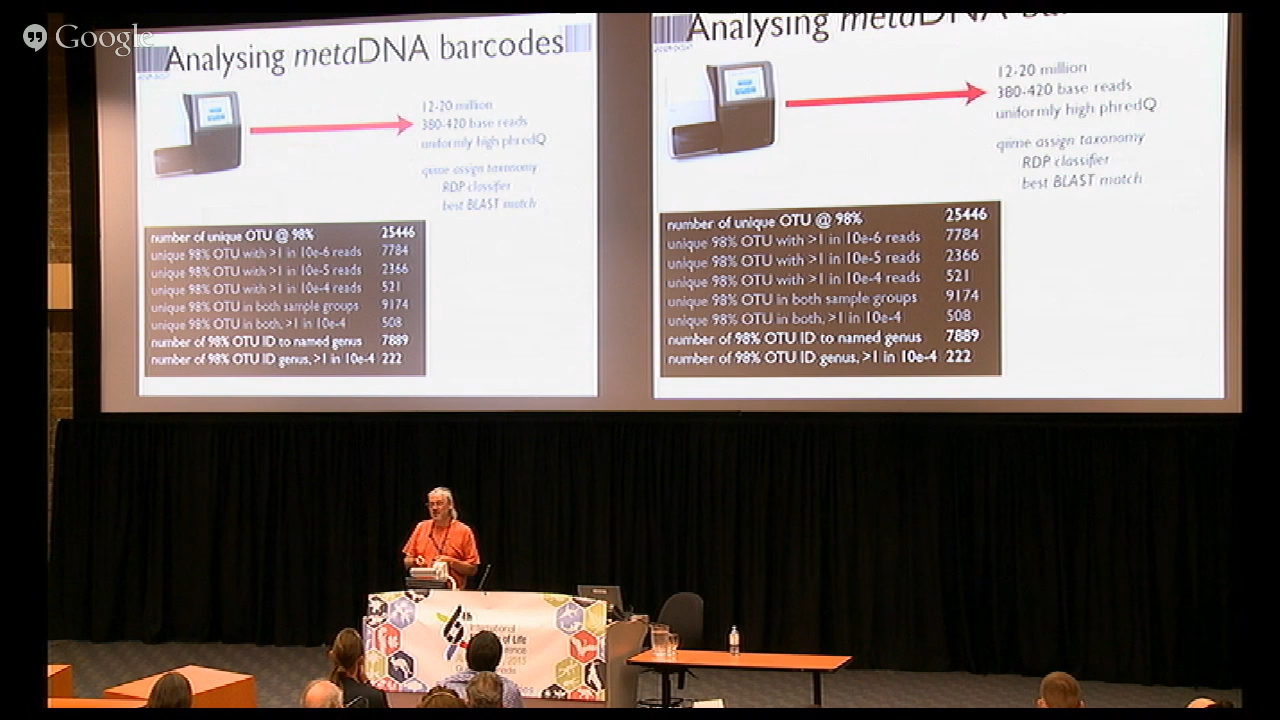 Google
Analysing metaDNA barcodes
12-20 million
380-420 base reads
uniformly high phredQ
qiime assign taxonomy
RDP classifier
best BLAST match
number of unique OTU @ 98% 25446
unique 98% OTU with >1 in 10e-6 reads 7784
unique 98% OTU with >1 in 10e-5 reads 2366
unique 98% OTU with >1 in 10e-4 reads 521
unique 98% OTU in both sample groups 9174
unique 98% OTU in both, >1 in 10e-4) 508
number of 98% OTU ID to named genus 7889
number of 98% OTU ID genus, >1 in 10e-4 222
Analysing metaDNA
12-20 million
380-420 base reads
uniformly high phredQ
qiime assign taxonomy
RDP classifier
best BLAST match
number of unique OTU @ 98% 25446
unique 98% OTU with >1 in 10e-6 reads 7784
unique 98% OTU with >1 in 10e-5 reads 2366
unique 98% OTU with >1 in 10e-4 reads 521
unique 98% OTU in both sample groups 9174
unique 98% OTU in both, >1 in 10e-4) 508
number of 98% OTU ID to named genus 7889
number of 98% OTU ID genus, >1 in 10e-4 222
4th
International
of Life
2015